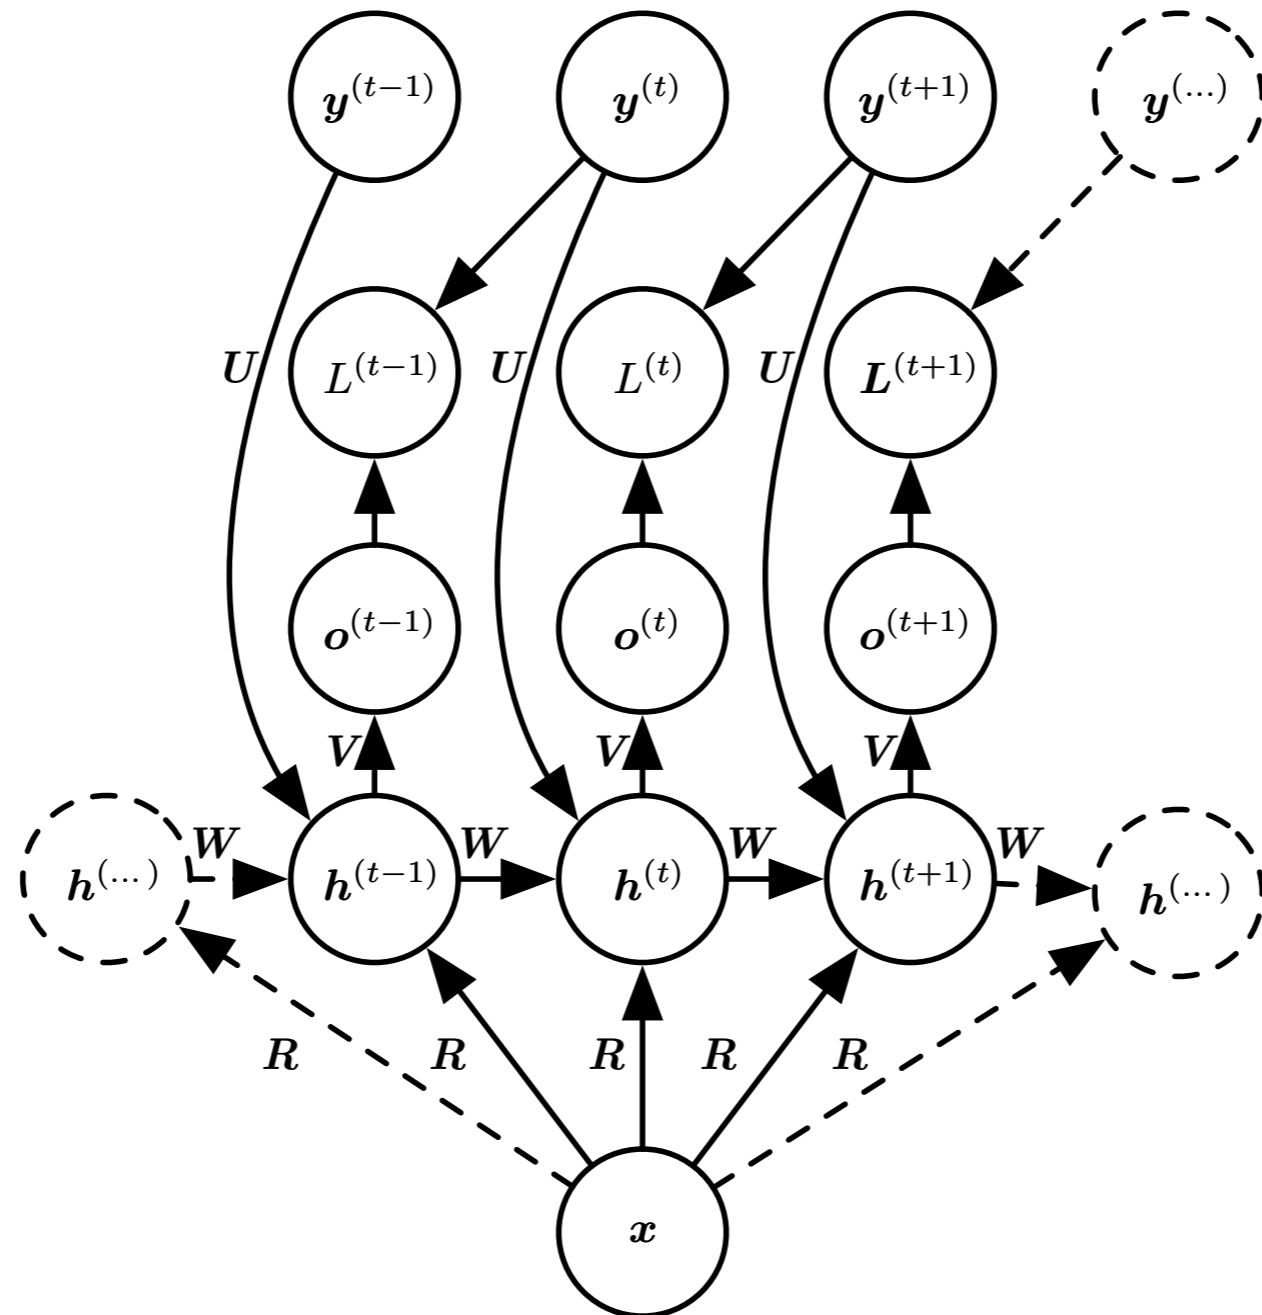 y^(t−1) y^(t) y^(t+1) y^(...)
U L^(t−1) U L^(t) U L^(t+1)
o^(t−1) o^(t) o^(t+1)
V V V
W W W W
h^(...) h^(t−1) h^(t) h^(t+1) h^(...)
R R R R R
x